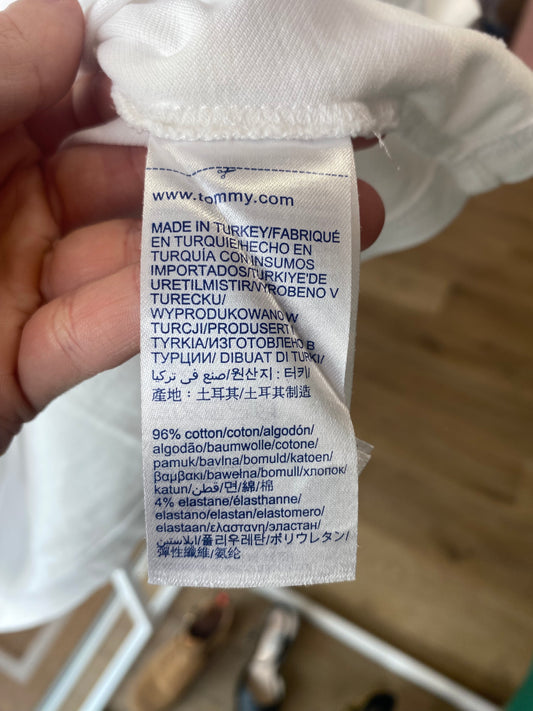 www.tommy.com
MADE IN TURKEY/FABRIQUÉ
EN TURQUIE/HECHO EN
TURQUÍA CON INSUMOS
IMPORTADOS/TÜRKIYE'DE
URETILMISTIR/VYROBENO V
TURECKU/
WYPRODUKOWANO W
TURCJI/PRODUSERT I
TYRKIA/ИЗГОТОВЛЕНО В
ТУРЦИИ/ DIBUAT DI TURKI/
صنع في تركيا/원산지 : 터키/
產地：土耳其/土耳其制造
96% cotton/coton/algodón/
algodão/baumwolle/cotone/
pamuk/bavlna/bomuld/katoen/
βαμβακι/bawełna/bomull/хлопок/
katun/قطن/면/綿/棉
4% elastane/élasthanne/
elastano/elastan/elastomero/
elastaan/ελαστανη/эластан/
ايلاستين/폴리우레탄/ポリウレタン/
彈性纖維/氨纶